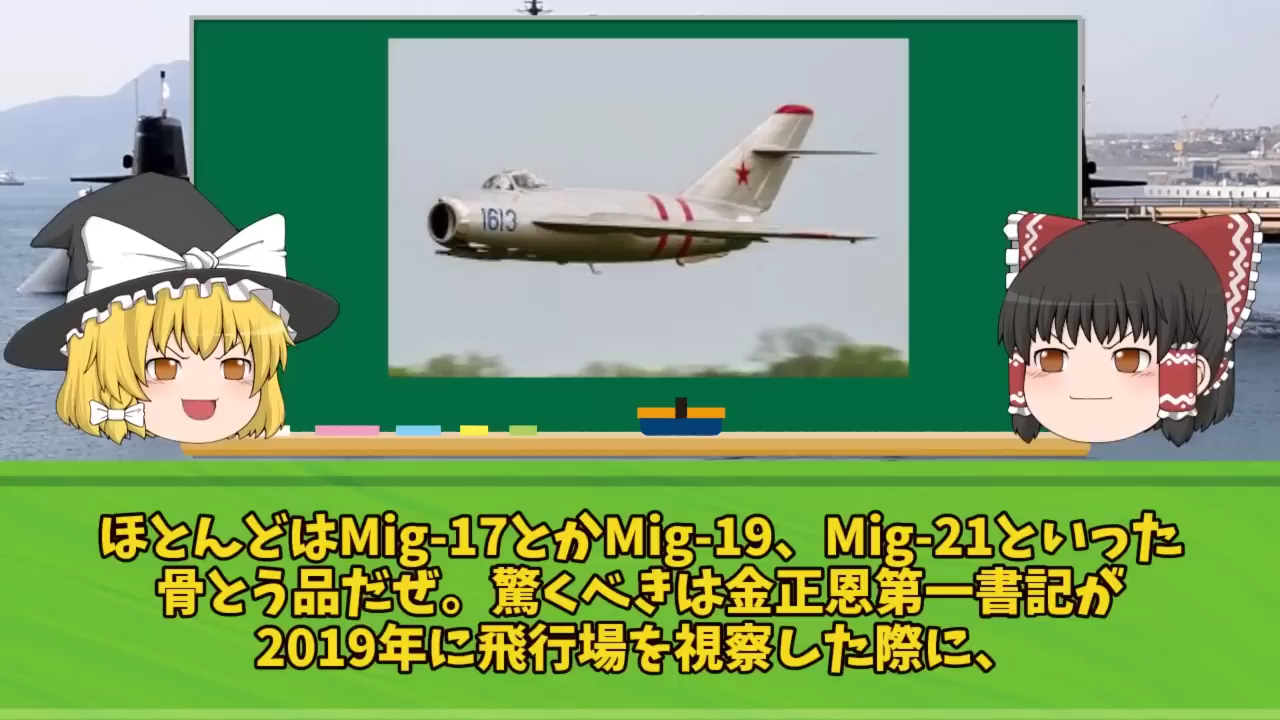 1613
ほとんどはMig-17とかMig-19、Mig-21といった
骨とう品だぜ。驚くべきは金正恩第一書記が
2019年に飛行場を視察した際に、